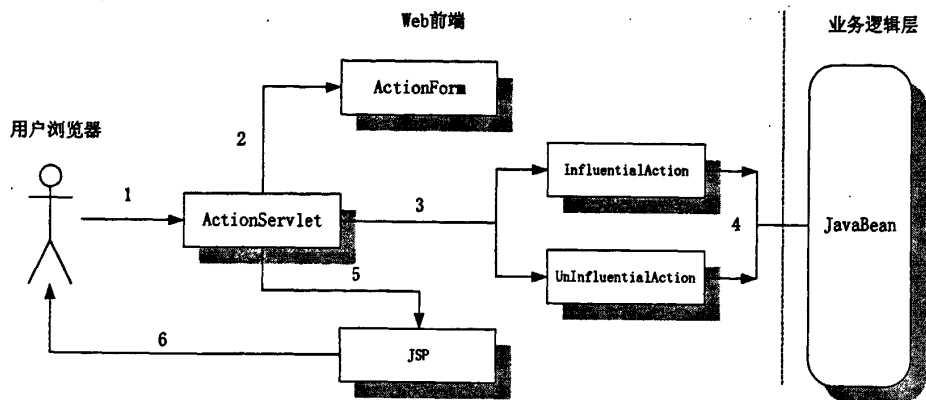 Web前端
业务逻辑层
ActionForm
用户浏览器
2
1
ActionServlet
3
InfluentialAction
4
JavaBean
UnInfluentialAction
5
6
JSP